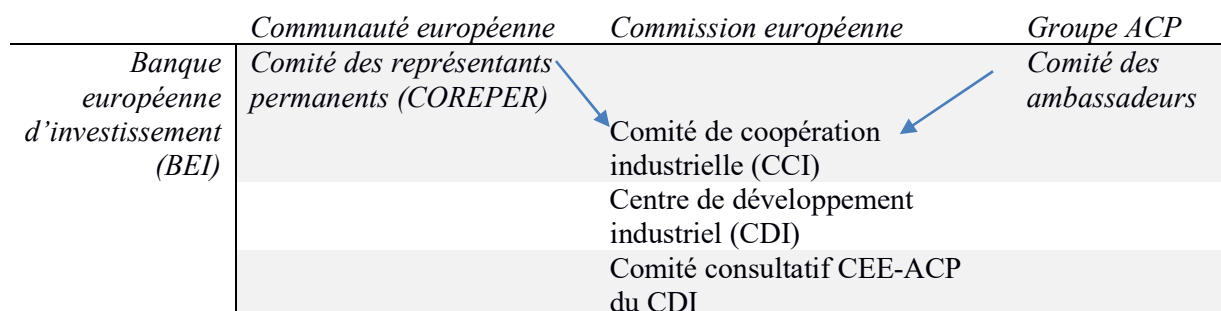 Communauté européenne Commission européenne Groupe ACP
Banque Comité des représentants Comité des
européenne permanents (COREPER) ambassadeurs
d'investissement Comité de coopération
(BEI) industrielle (CCI)
Centre de développement
industriel (CDI)
Comité consultatif CEE-ACP
du CDI